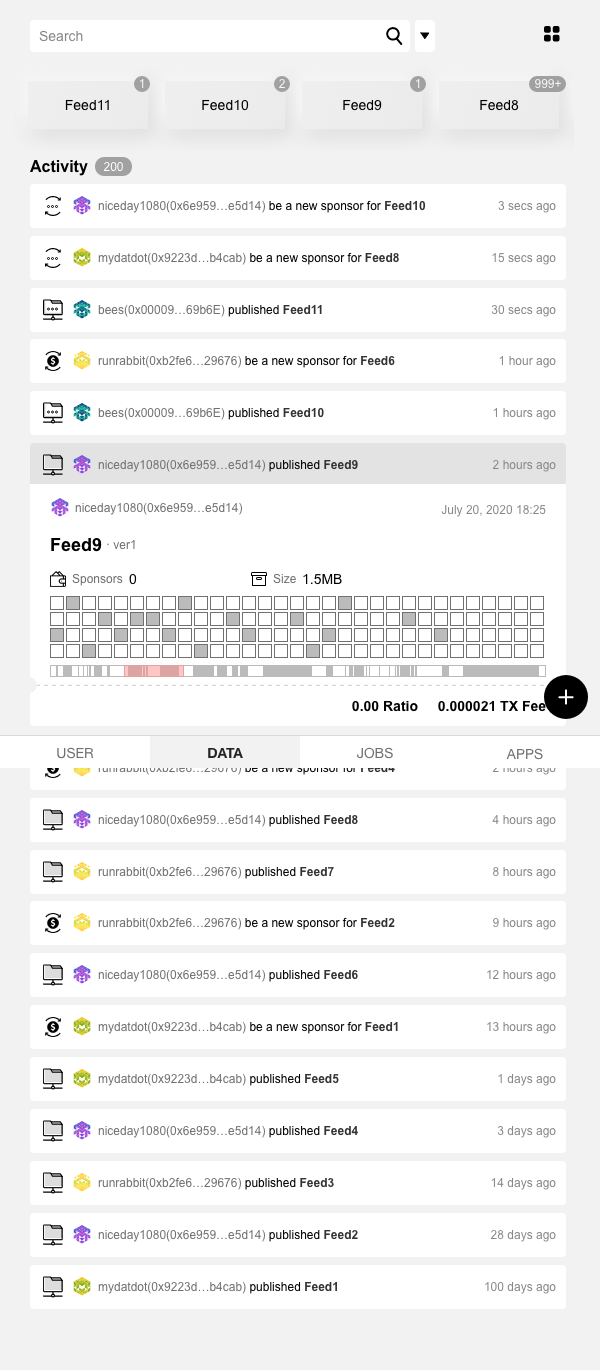 Search
1 2 1 999+
Feed11 Feed10 Feed9 Feed8
Activity 200
niceday1080(0x6e959…e5d14) be a new sponsor for Feed10 3 secs ago
mydatdot(0x9223d…b4cab) be a new sponsor for Feed8 15 secs ago
bees(0x00009…69b6E) published Feed11 30 secs ago
runrabbit(0xb2fe6…29676) be a new sponsor for Feed6 1 hour ago
bees(0x00009…69b6E) published Feed10 1 hours ago
niceday1080(0x6e959…e5d14) published Feed9 2 hours ago
niceday1080(0x6e959…e5d14) July 20, 2020 18:25
Feed9 · ver1
Sponsors 0 Size 1.5MB
0.00 Ratio 0.000021 TX Fee
USER DATA JOBS APPS
runrabbit(0xb2fe6…29676) be a new sponsor for Feed4 2 hours ago
niceday1080(0x6e959…e5d14) published Feed8 4 hours ago
runrabbit(0xb2fe6…29676) published Feed7 8 hours ago
runrabbit(0xb2fe6…29676) be a new sponsor for Feed2 9 hours ago
niceday1080(0x6e959…e5d14) published Feed6 12 hours ago
mydatdot(0x9223d…b4cab) be a new sponsor for Feed1 13 hours ago
mydatdot(0x9223d…b4cab) published Feed5 1 days ago
niceday1080(0x6e959…e5d14) published Feed4 3 days ago
runrabbit(0xb2fe6…29676) published Feed3 14 days ago
niceday1080(0x6e959…e5d14) published Feed2 28 days ago
mydatdot(0x9223d…b4cab) published Feed1 100 days ago